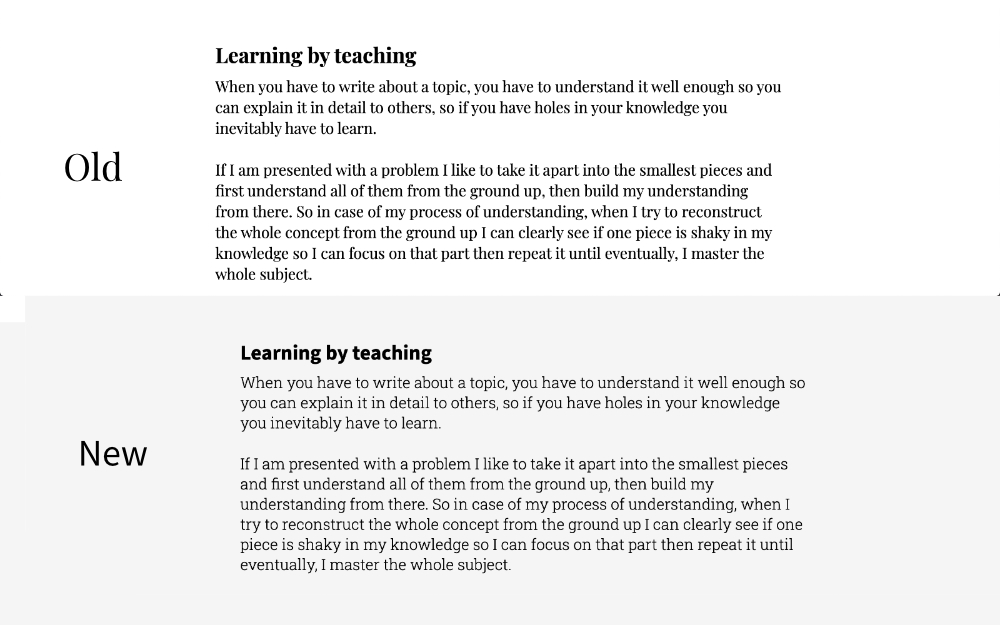 Learning by teaching
When you have to write about a topic, you have to understand it well enough so you
can explain it in detail to others, so if you have holes in your knowledge you
inevitably have to learn.
Old
If I am presented with a problem I like to take it apart into the smallest pieces and
first understand all of them from the ground up, then build my understanding
from there. So in case of my process of understanding, when I try to reconstruct
the whole concept from the ground up I can clearly see if one piece is shaky in my
knowledge so I can focus on that part then repeat it until eventually, I master the
whole subject.
Learning by teaching
When you have to write about a topic, you have to understand it well enough so
you can explain it in detail to others, so if you have holes in your knowledge
you inevitably have to learn.
New
If I am presented with a problem I like to take it apart into the smallest pieces
and first understand all of them from the ground up, then build my
understanding from there. So in case of my process of understanding, when I
try to reconstruct the whole concept from the ground up I can clearly see if one
piece is shaky in my knowledge so I can focus on that part then repeat it until
eventually, I master the whole subject.